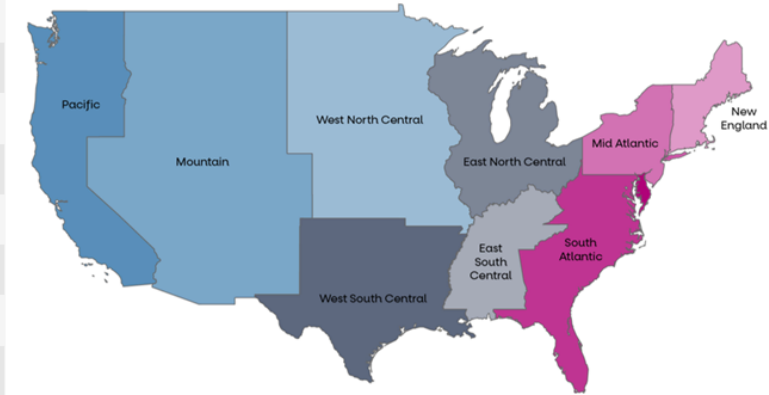 Pacific
Mountain
West North Central
East North Central
Mid Atlantic
New
England
East
South
Central
South
Atlantic
West South Central